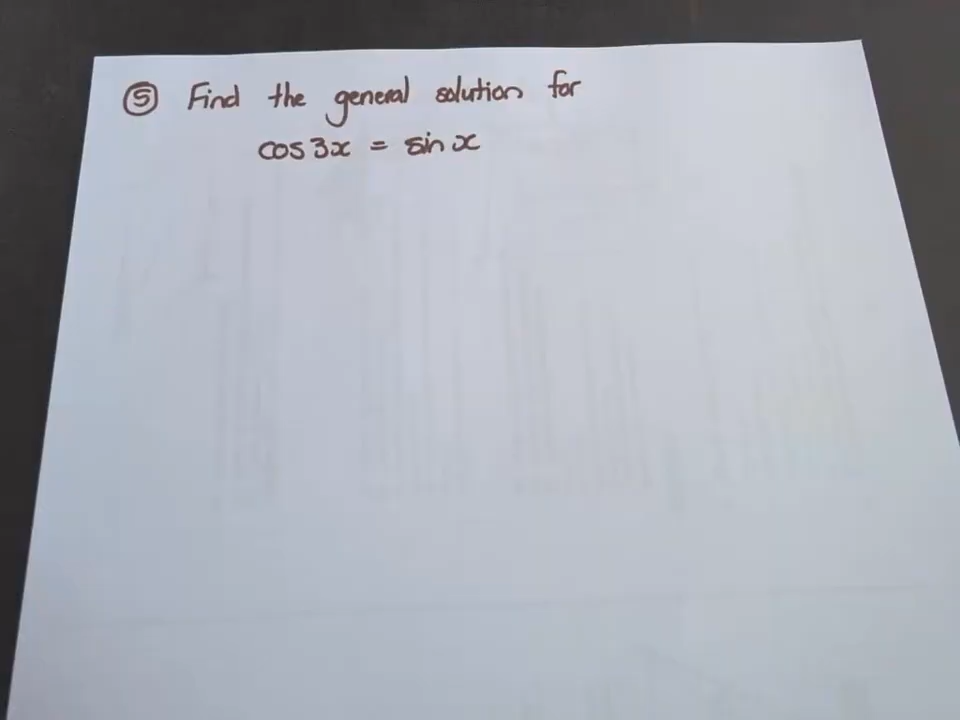 ⑤ Find the general solution for
cos 3x = sin x